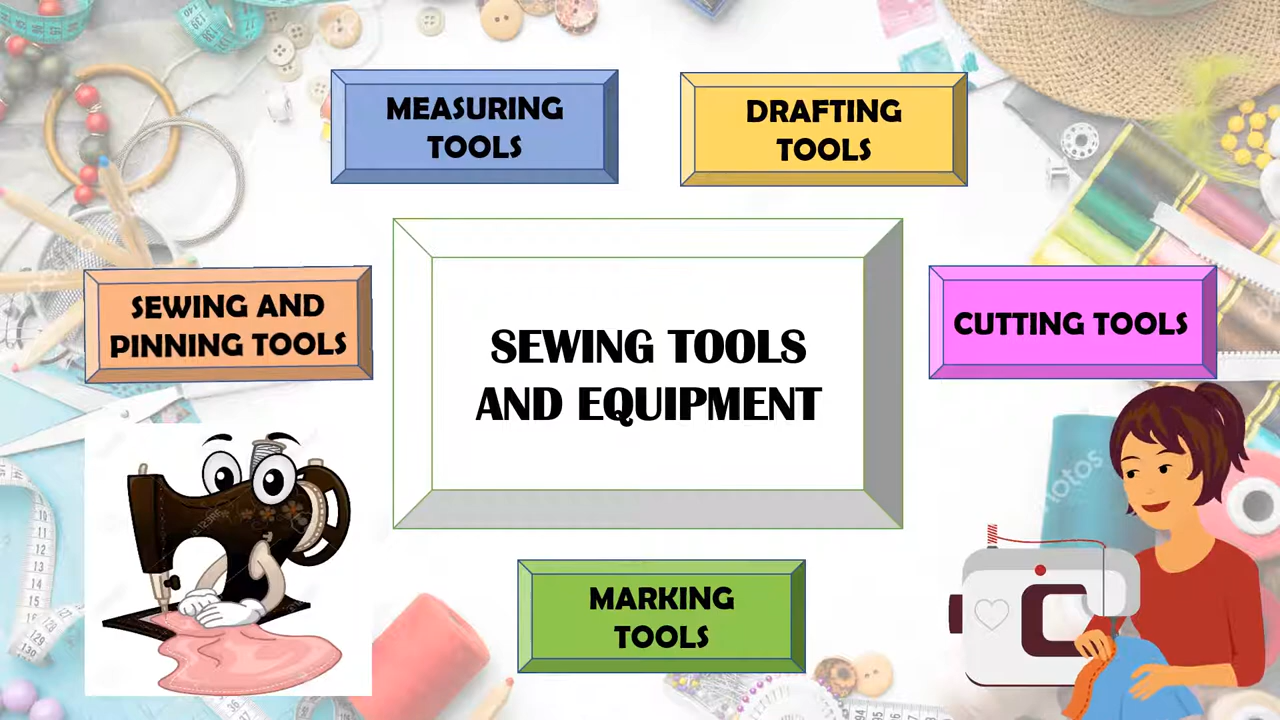 MEASURING
TOOLS
DRAFTING
TOOLS
SEWING AND
PINNING TOOLS
SEWING TOOLS
AND EQUIPMENT
CUTTING TOOLS
MARKING
TOOLS